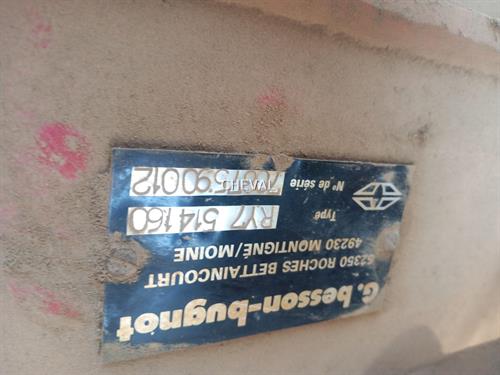 G. besson-bugnot
52350 ROCHES BETTAINCOURT
49230 MONTIGNÉ/MOINE
Type RY7 514160
N° de série
CHEVAL